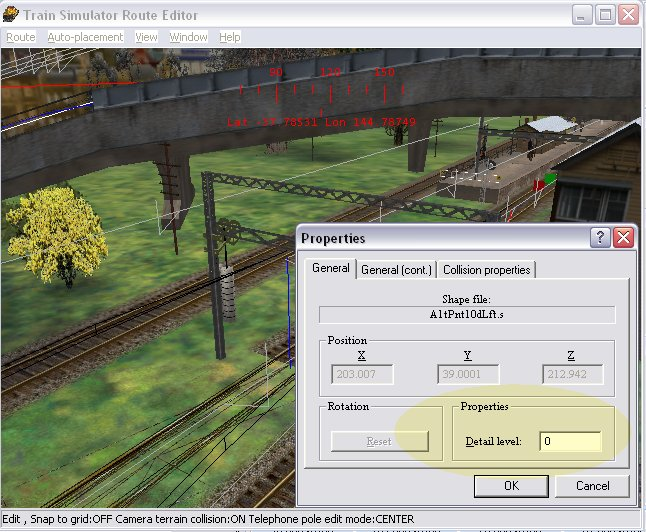 Train Simulator Route Editor
Route Auto-placement View Window Help
90 120 150
Lat -37.78531 Lon 144.78749
Properties
General General (cont.) Collision properties
Shape file:
A1tPnt10dLft.s
Position
X Y Z
203.007 39.0001 212.942
Rotation Properties
Reset Detail level: 0
OK Cancel
Edit , Snap to grid:OFF Camera terrain collision:ON Telephone pole edit mode:CENTER